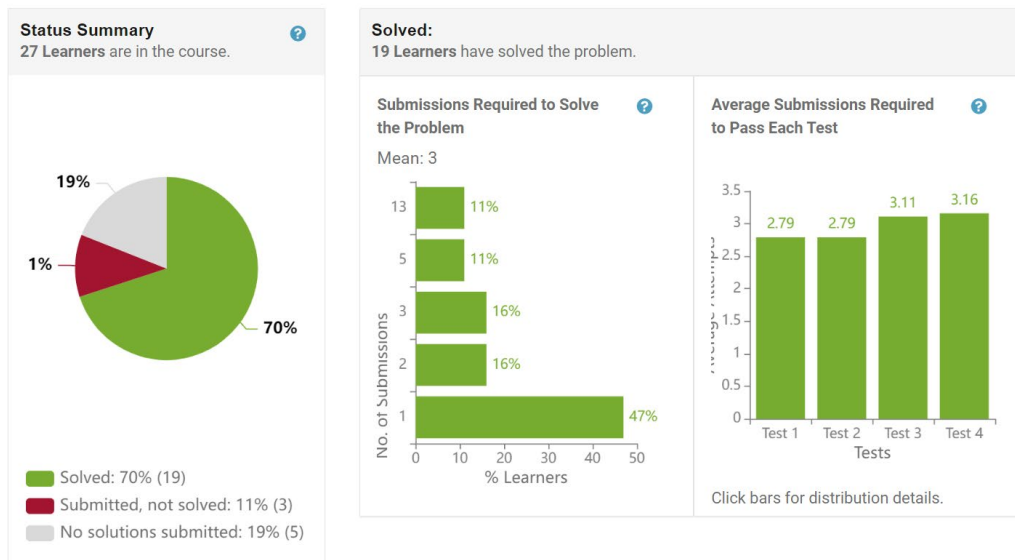 Status Summary
27 Learners are in the course.
19%
1%
70%
Solved: 70% (19)
Submitted, not solved: 11% (3)
No solutions submitted: 19% (5)
Solved:
19 Learners have solved the problem.
Submissions Required to Solve
the Problem
Mean: 3
No. of Submissions
13
11%
5
11%
3
16%
2
16%
1
47%
0 10 20 30 40 50
% Learners
Average Submissions Required
to Pass Each Test
Average Attempts
3.5
3
2.5
2
1.5
1
0.5
0
2.79 2.79 3.11 3.16
Test 1 Test 2 Test 3 Test 4
Tests
Click bars for distribution details.